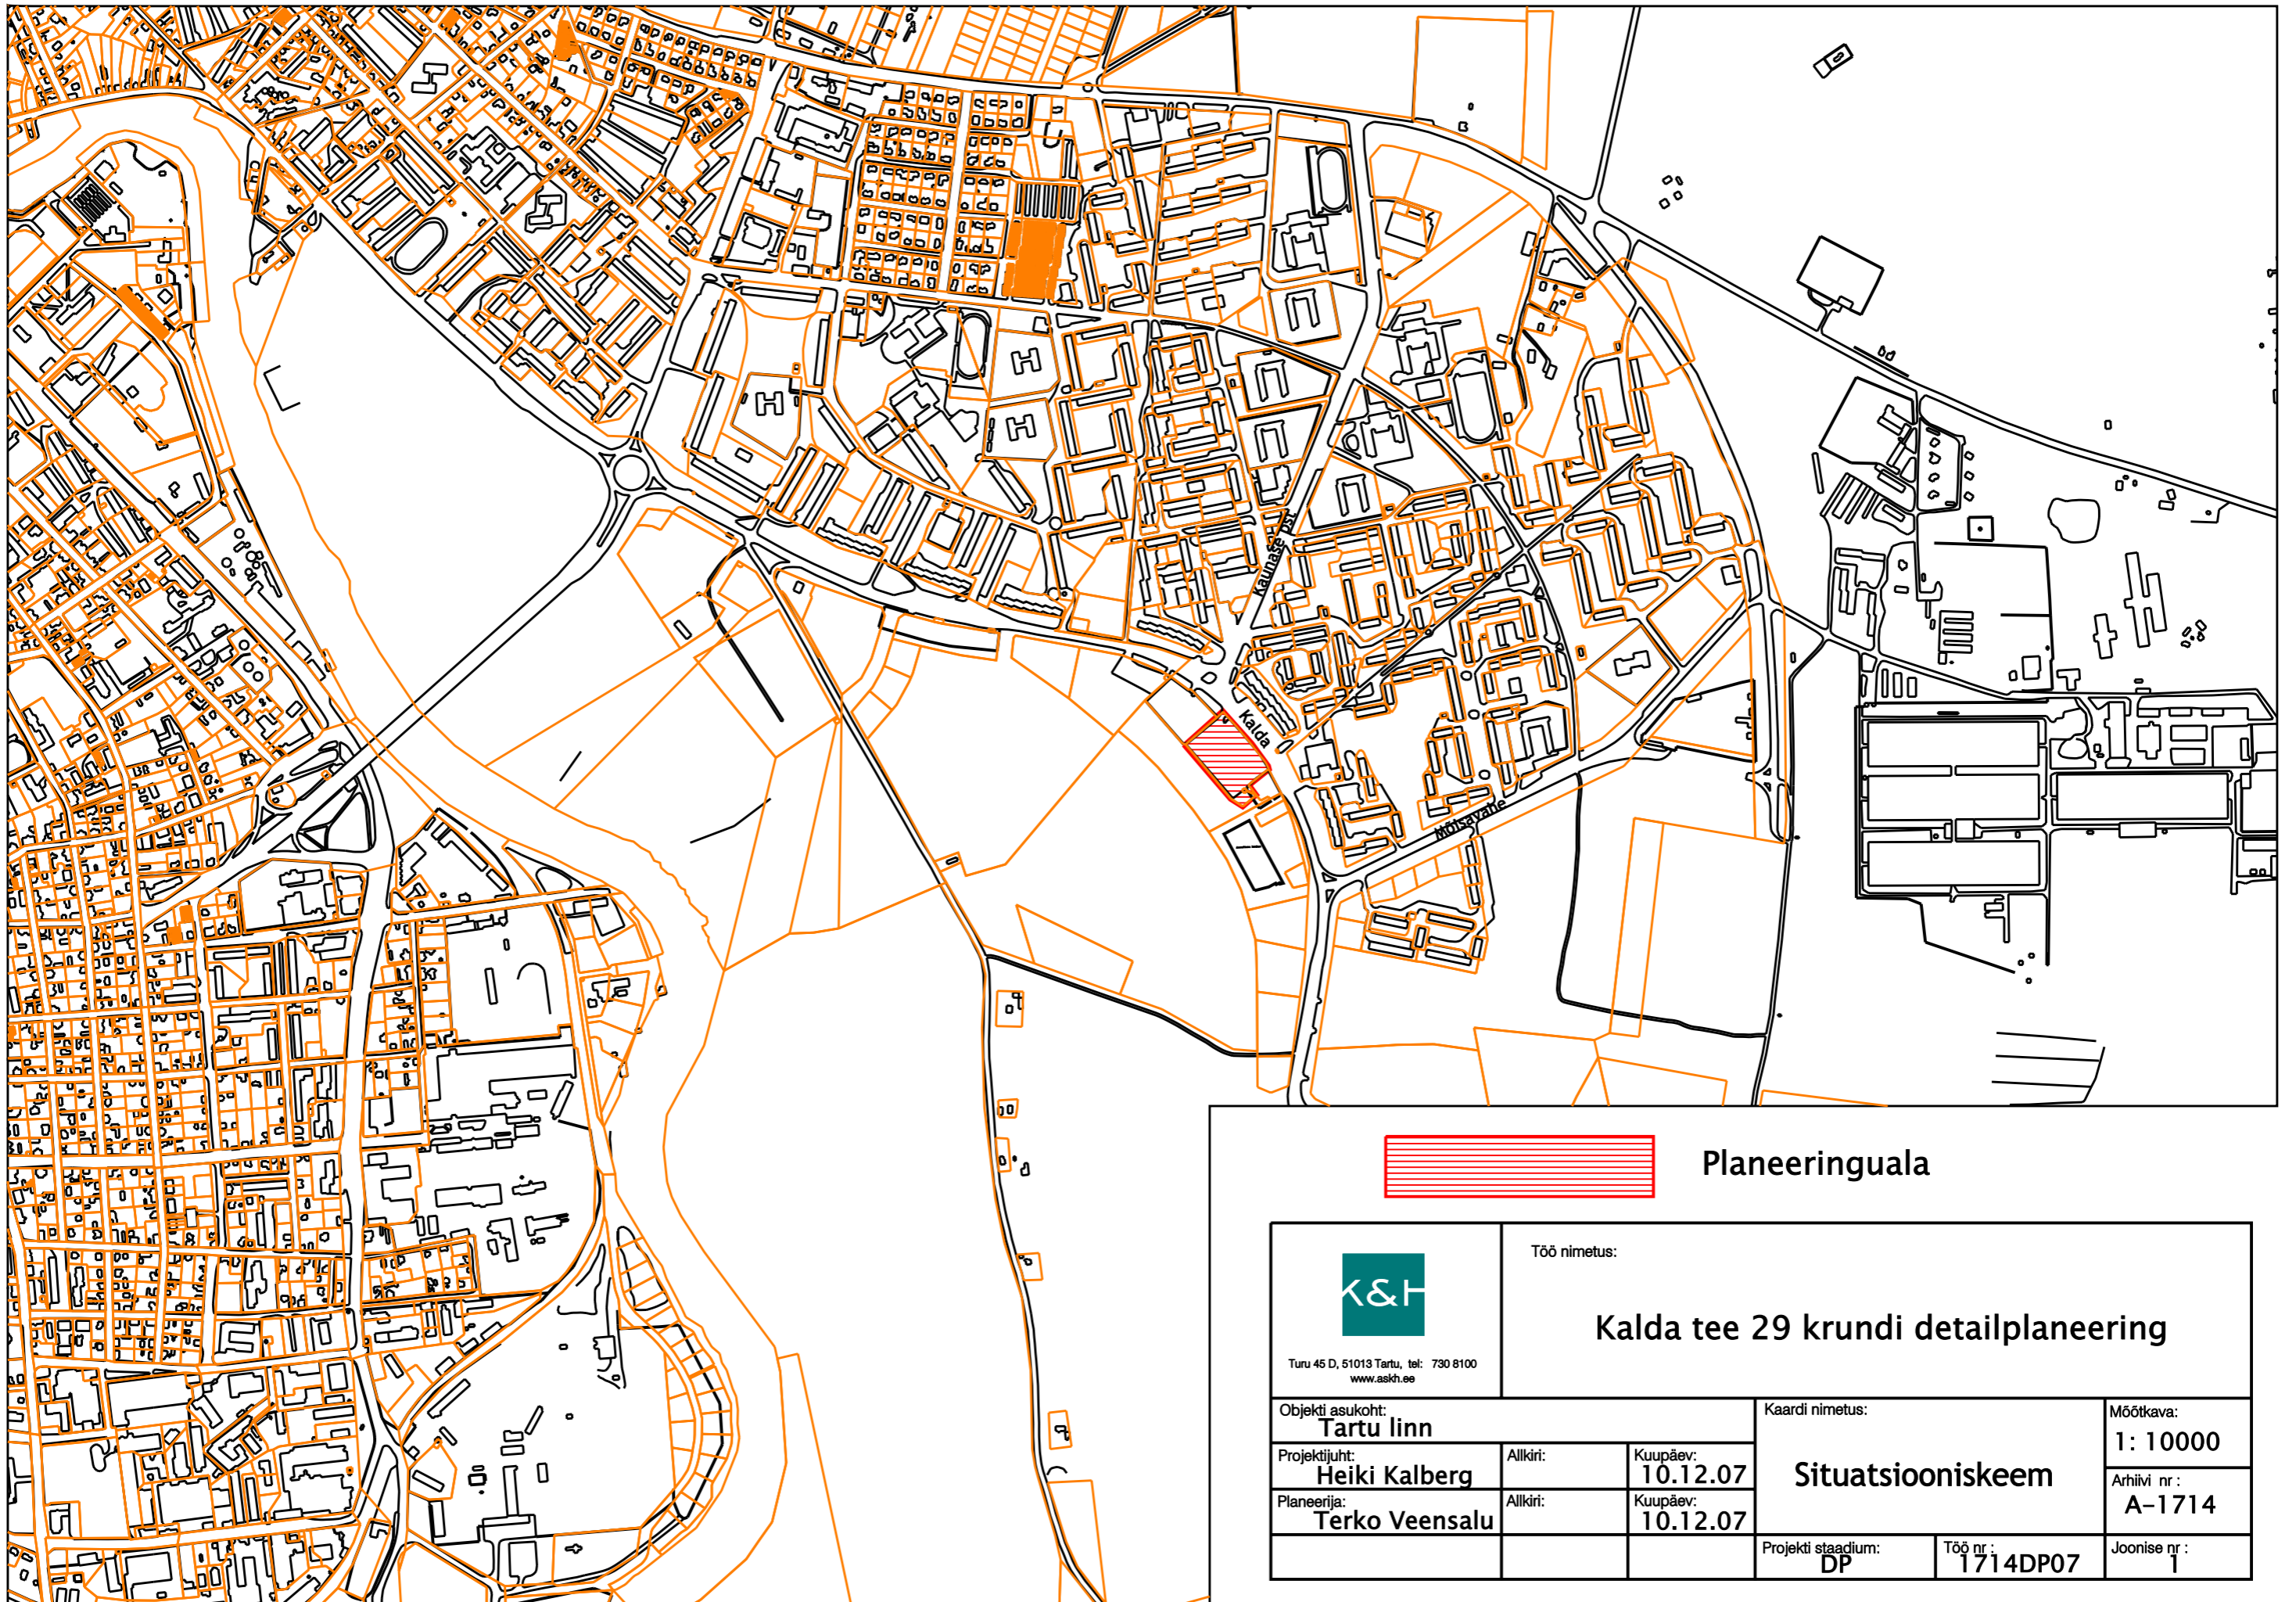 Kaunase pst.
Kalda
Mõisavahe
Planeeringuala
K&H
Turu 45 D, 51013 Tartu, tel: 730 8100
www.askh.ee
Töö nimetus:
Kalda tee 29 krundi detailplaneering
Objekti asukoht:
Tartu linn
Projektijuht:
Heiki Kalberg
Allkiri:
Kuupäev:
10.12.07
Planeerija:
Terko Veensalu
Allkiri:
Kuupäev:
10.12.07
Kaardi nimetus:
Situatsiooniskeem
Mõõtkava:
1: 10000
Arhiivi nr :
A-1714
Projekti staadium:
DP
Töö nr :
1714DP07
Joonise nr :
1